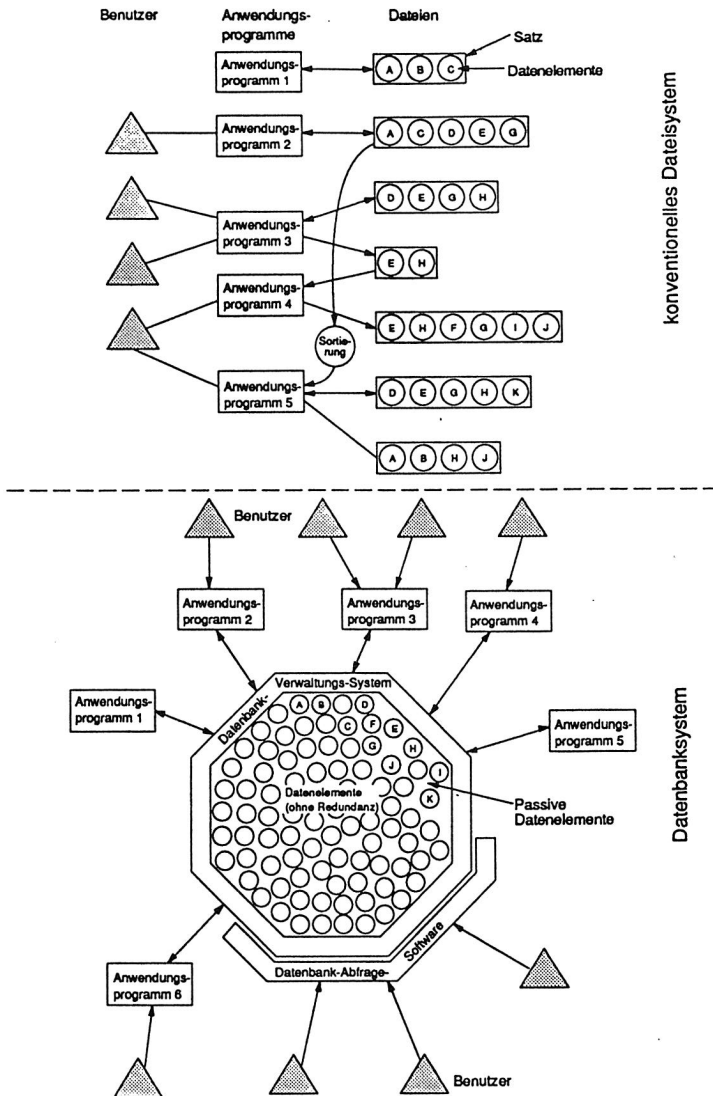 Benutzer
Anwendungs-
programme
Dateien
Satz
Datenelemente
Anwendungs-
programm 1
A B C
Anwendungs-
programm 2
A C D E G
D E G H
Anwendungs-
programm 3
E H
Anwendungs-
programm 4
E H F G I J
Sortie-
rung
Anwendungs-
programm 5
D E G H K
A B H J
konventionelles Dateisystem
Benutzer
Anwendungs-
programm 2
Anwendungs-
programm 3
Anwendungs-
programm 4
Anwendungs-
programm 1
Datenbank-
Verwaltungs-System
Anwendungs-
programm 5
A B D
C F E
G H
J I
K
Datenelemente
(ohne Redundanz)
Passive
Datenelemente
Datenbanksystem
Anwendungs-
programm 6
Datenbank-Abfrage-
Software
Benutzer